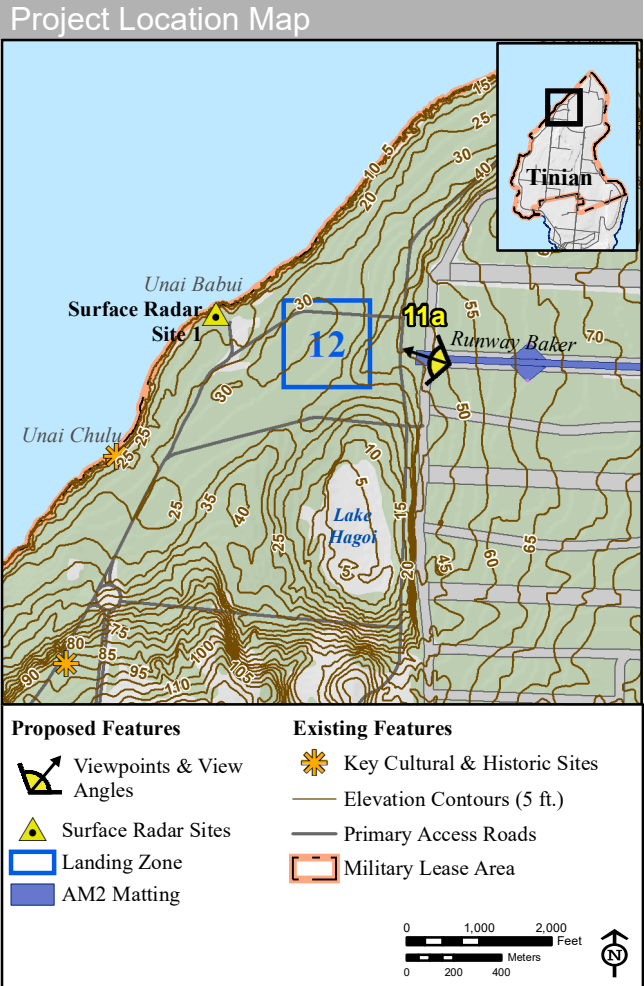 Project Location Map
15
25
30
40
5
10
20
Tinian
Unai Babui
Surface Radar
Site 1
30
12
11a
55
Runway Baker
70
30
50
Unai Chulu
25
25
10
5
25
35
40
25
Lake
Hagoi
15
5
20
45
60
65
75
80
85
90
95
100
105
110
Proposed Features
Viewpoints & View
Angles
Surface Radar Sites
Landing Zone
AM2 Matting
Existing Features
Key Cultural & Historic Sites
Elevation Contours (5 ft.)
Primary Access Roads
Military Lease Area
0 1,000 2,000
Feet
Meters
0 200 400
N